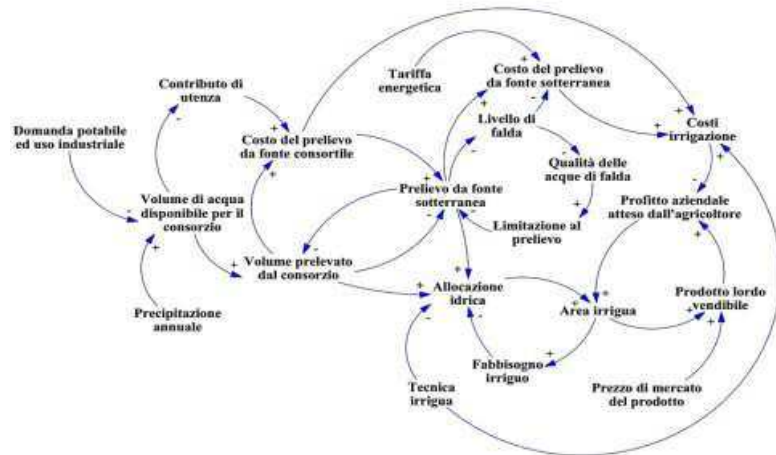 Contributo di
utenza
Tariffa
energetica
Costo del prelievo
da fonte sotterranea
Domanda potabile
ed uso industriale
Costo del prelievo
da fonte consortile
Livello di
falda
Costi
irrigazione
Qualità delle
acque di falda
Volume di acqua
disponibile per il
consorzio
Prelievo da fonte
sotterranea
Profitto aziendale
atteso dall'agricoltore
Limitazione al
prelievo
Volume prelevato
dal consorzio
Allocazione
idrica
Prodotto lordo
vendibile
Area irrigua
Precipitazione
annuale
Fabbisogno
irriguo
Tecnica
irrigua
Prezzo di mercato
del prodotto